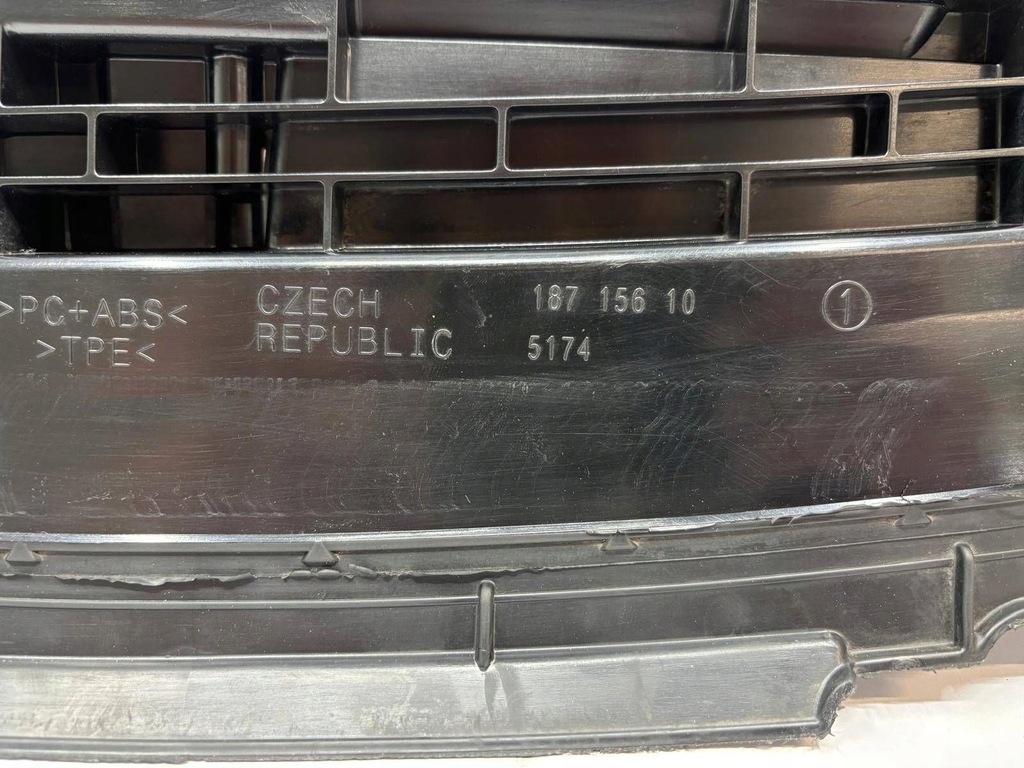 >PC+ABS<
>TPE<
CZECH
REPUBLIC
187 156 10
5174
1